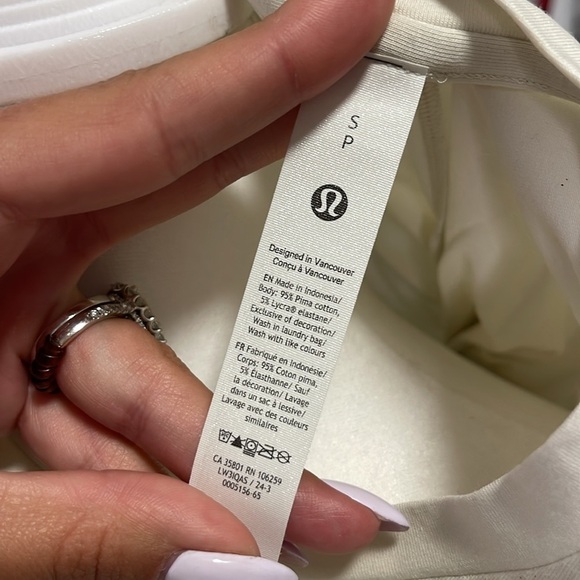 S
P
Designed in Vancouver
Conçu à Vancouver
EN Made in Indonesia/
Body: 95% Pima cotton,
5% Lycra® elastane/
Exclusive of decoration/
Wash in laundry bag/
Wash with like colours
FR Fabriqué en Indonésie/
Corps: 95% Coton pima,
5% Élasthanne/ Sauf
la décoration/ Lavage
dans un sac à lessive/
Lavage avec des couleurs
similaires
CA 35801 RN 106259
LW3IQAS / 24-3
0005156-65